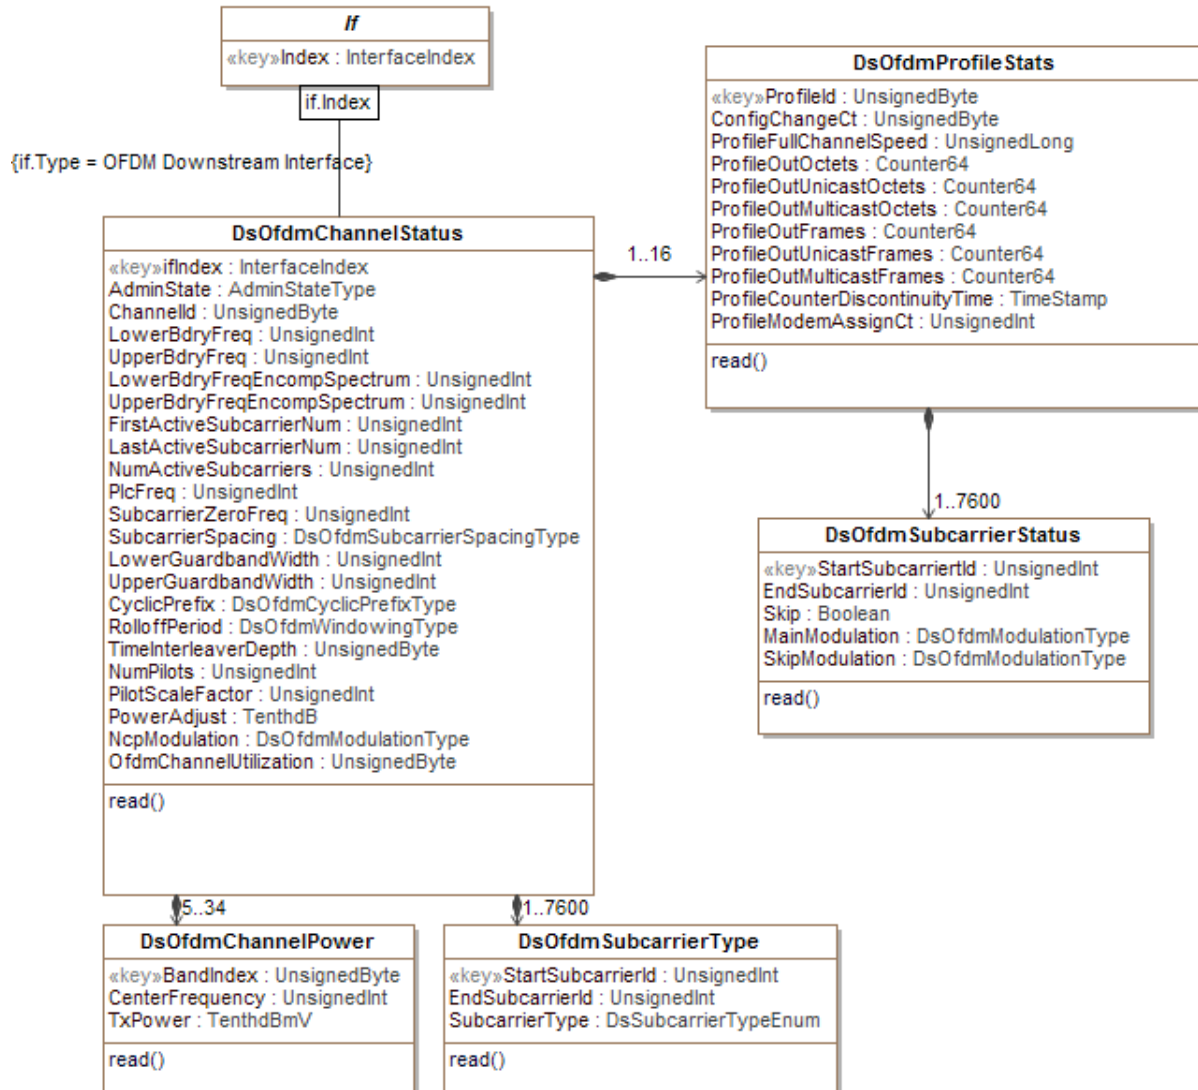 If
«key»Index : InterfaceIndex
if.Index
{if.Type = OFDM Downstream Interface}
DsOfdmChannelStatus
«key»ifIndex : InterfaceIndex
AdminState : AdminStateType
ChannelId : UnsignedByte
LowerBdryFreq : UnsignedInt
UpperBdryFreq : UnsignedInt
LowerBdryFreqEncompSpectrum : UnsignedInt
UpperBdryFreqEncompSpectrum : UnsignedInt
FirstActiveSubcarrierNum : UnsignedInt
LastActiveSubcarrierNum : UnsignedInt
NumActiveSubcarriers : UnsignedInt
PlcFreq : UnsignedInt
SubcarrierZeroFreq : UnsignedInt
SubcarrierSpacing : DsOfdmSubcarrierSpacingType
LowerGuardbandWidth : UnsignedInt
UpperGuardbandWidth : UnsignedInt
CyclicPrefix : DsOfdmCyclicPrefixType
RolloffPeriod : DsOfdmWindowingType
TimeInterleaverDepth : UnsignedByte
NumPilots : UnsignedInt
PilotScaleFactor : UnsignedInt
PowerAdjust : TenthdB
NcpModulation : DsOfdmModulationType
OfdmChannelUtilization : UnsignedByte
read()
1..16
DsOfdmProfileStats
«key»ProfileId : UnsignedByte
ConfigChangeCt : UnsignedByte
ProfileFullChannelSpeed : UnsignedLong
ProfileOutOctets : Counter64
ProfileOutUnicastOctets : Counter64
ProfileOutMulticastOctets : Counter64
ProfileOutFrames : Counter64
ProfileOutUnicastFrames : Counter64
ProfileOutMulticastFrames : Counter64
ProfileCounterDiscontinuityTime : TimeStamp
ProfileModemAssignCt : UnsignedInt
read()
1..7600
DsOfdmSubcarrierStatus
«key»StartSubcarriertId : UnsignedInt
EndSubcarrierId : UnsignedInt
Skip : Boolean
MainModulation : DsOfdmModulationType
SkipModulation : DsOfdmModulationType
read()
5..34
DsOfdmChannelPower
«key»BandIndex : UnsignedByte
CenterFrequency : UnsignedInt
TxPower : TenthdBmV
read()
1..7600
DsOfdmSubcarrierType
«key»StartSubcarrierId : UnsignedInt
EndSubcarrierId : UnsignedInt
SubcarrierType : DsSubcarrierTypeEnum
read()